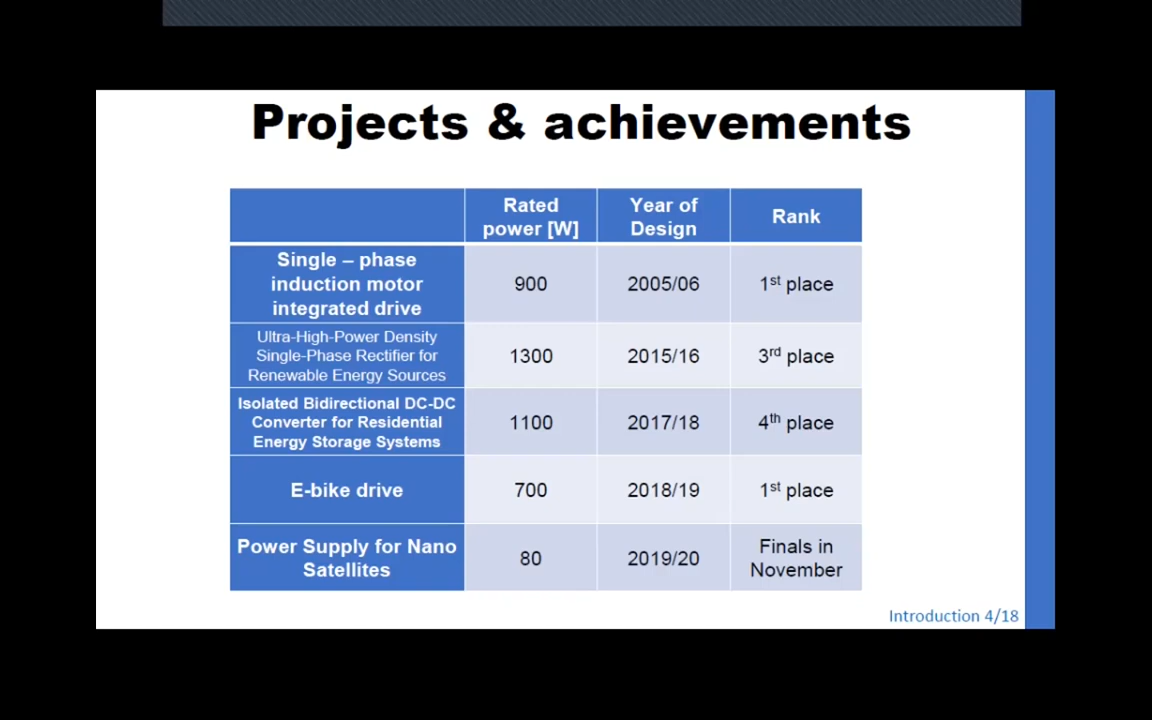 Projects & achievements
Rated
power [W]
Year of
Design
Rank
Single – phase
induction motor
integrated drive
900
2005/06
1st place
Ultra-High-Power Density
Single-Phase Rectifier for
Renewable Energy Sources
1300
2015/16
3rd place
Isolated Bidirectional DC-DC
Converter for Residential
Energy Storage Systems
1100
2017/18
4th place
E-bike drive
700
2018/19
1st place
Power Supply for Nano
Satellites
80
2019/20
Finals in
November
Introduction 4/18